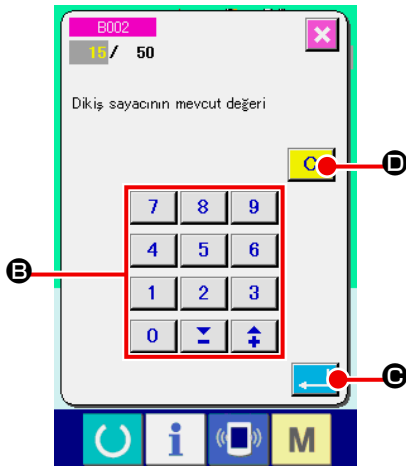 B002
15/ 50
Dikiş sayacının mevcut değeri
C
D
7 8 9
4 5 6
B
1 2 3
0
C
i M